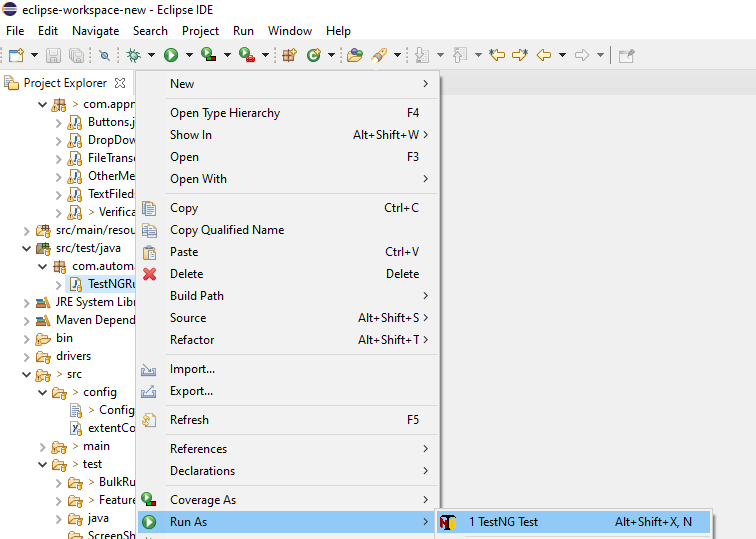 eclipse-workspace-new - Eclipse IDE
File Edit Navigate Search Project Run Window Help
Project Explorer
New
> com.appn
Buttons.j
Open Type Hierarchy F4
DropDow
Show In Alt+Shift+W
FileTrans
Open F3
OtherMe
Open With
TextFiled
> Verifica
Copy Ctrl+C
src/main/resou
Copy Qualified Name
src/test/java
Paste Ctrl+V
com.autom
Delete Delete
TestNGRu
Build Path
JRE System Libr
Source Alt+Shift+S
Maven Depend
bin
Refactor Alt+Shift+T
drivers
Import...
> src
> config
Export...
> Config
Refresh F5
extentCo
> main
References
> test
Declarations
> BulkRu
> Feature
Coverage As
java
Run As
1 TestNG Test Alt+Shift+X, N
ScreenSh